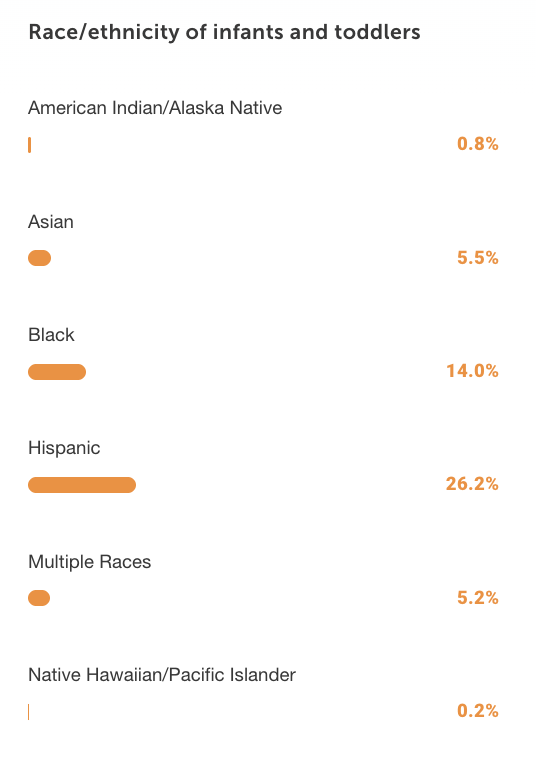 Race/ethnicity of infants and toddlers
American Indian/Alaska Native
0.8%
Asian
5.5%
Black
14.0%
Hispanic
26.2%
Multiple Races
5.2%
Native Hawaiian/Pacific Islander
0.2%